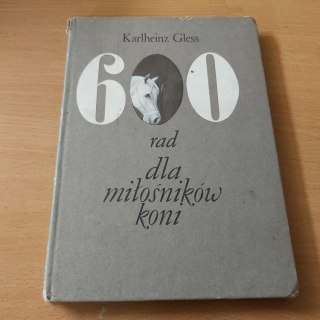 Karlheinz Gless
600
rad
dla
miłośników
koni